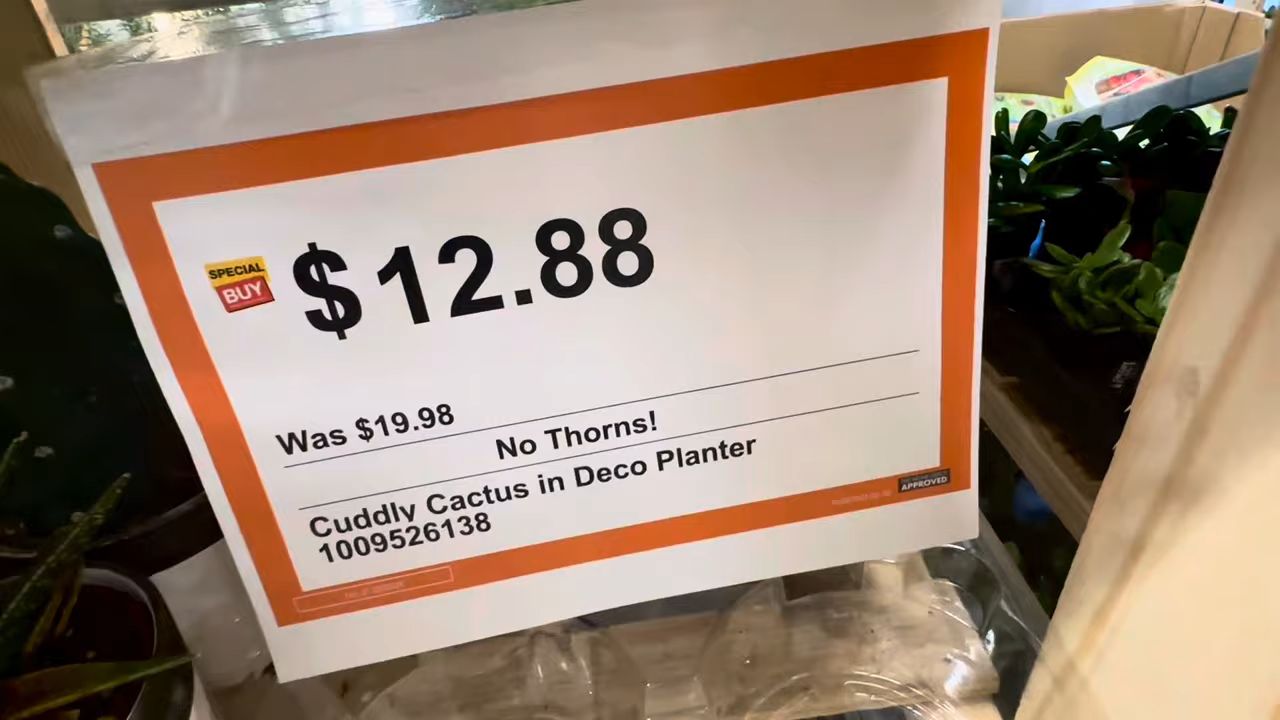 SPECIAL
BUY
$12.88
Was $19.98
No Thorns!
Cuddly Cactus in Deco Planter
1009526138
APPROVED